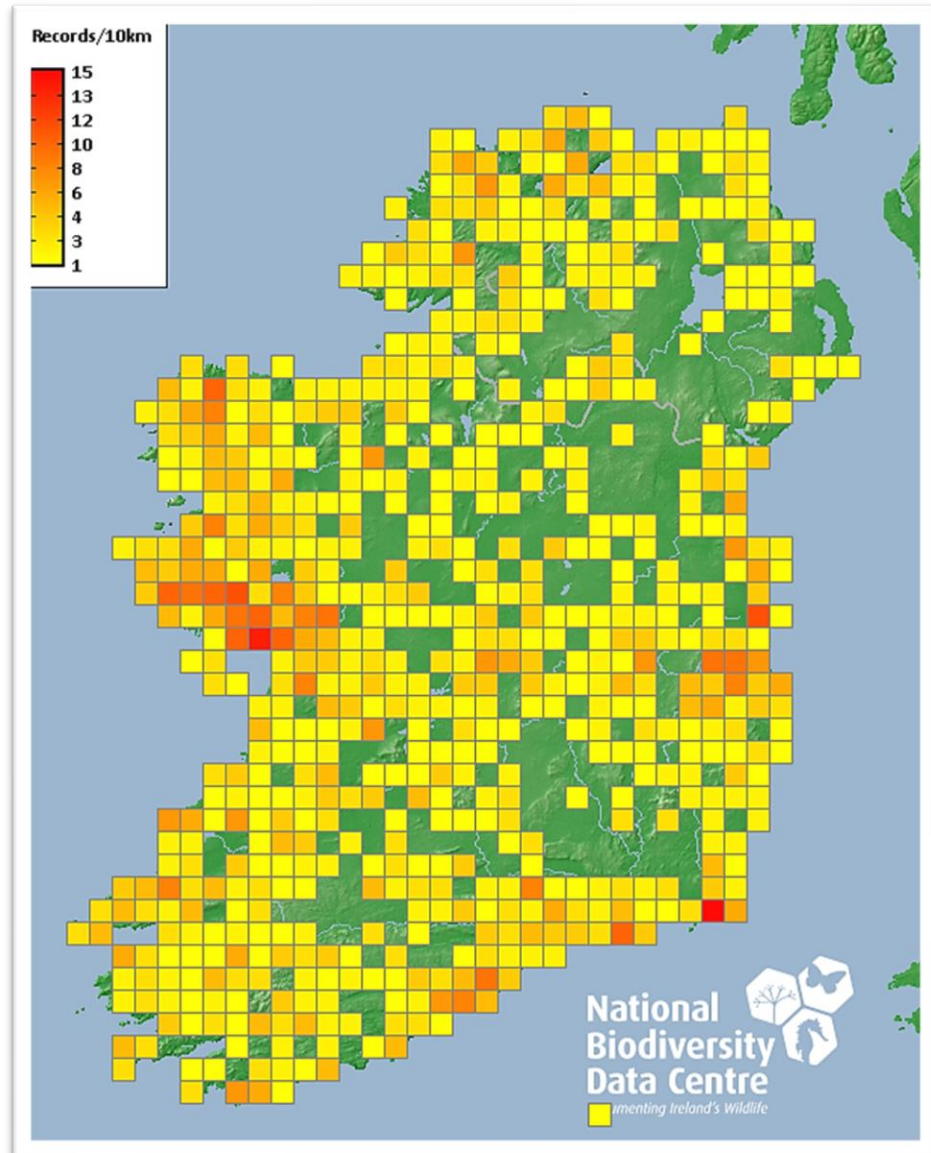 Records/10km
15
13
12
10
8
6
4
3
1
National
Biodiversity
Data Centre
umenting Ireland's Wildlife